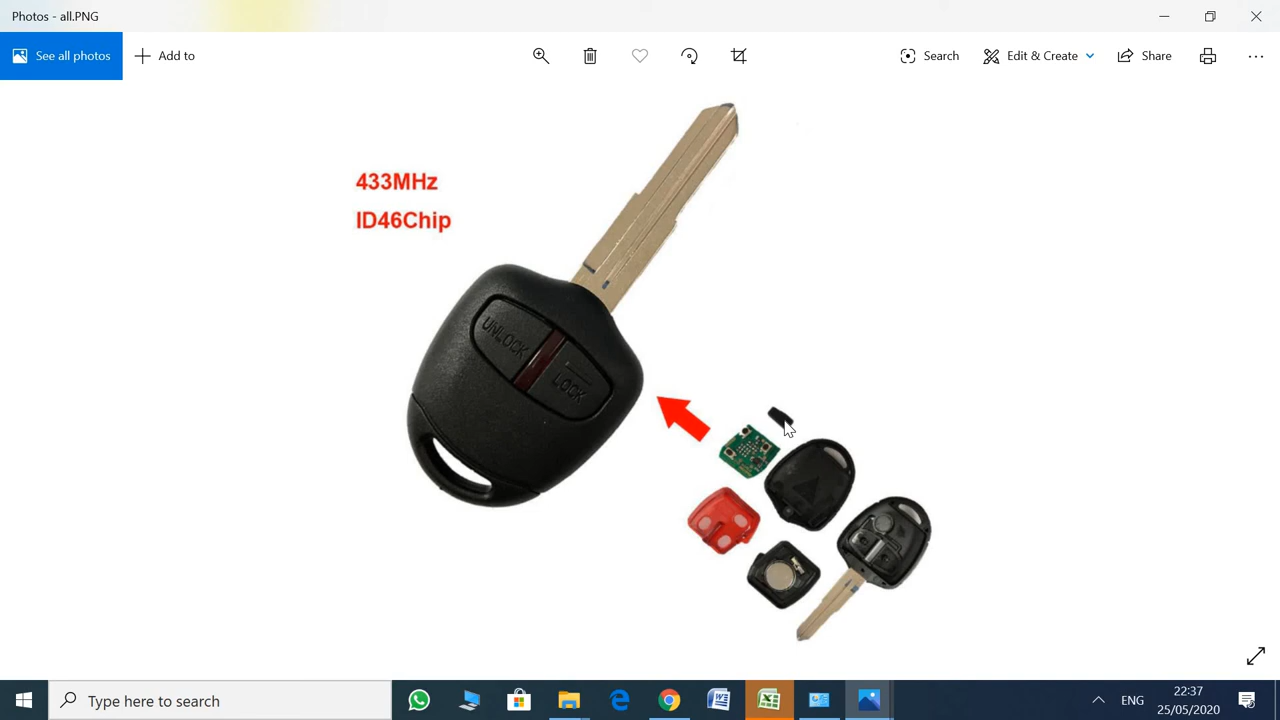 Photos - all.PNG
See all photos
Add to
Search
Edit & Create
Share
433MHz
ID46Chip
UNLOCK
LOCK
Type here to search
ENG
22:37
25/05/2020